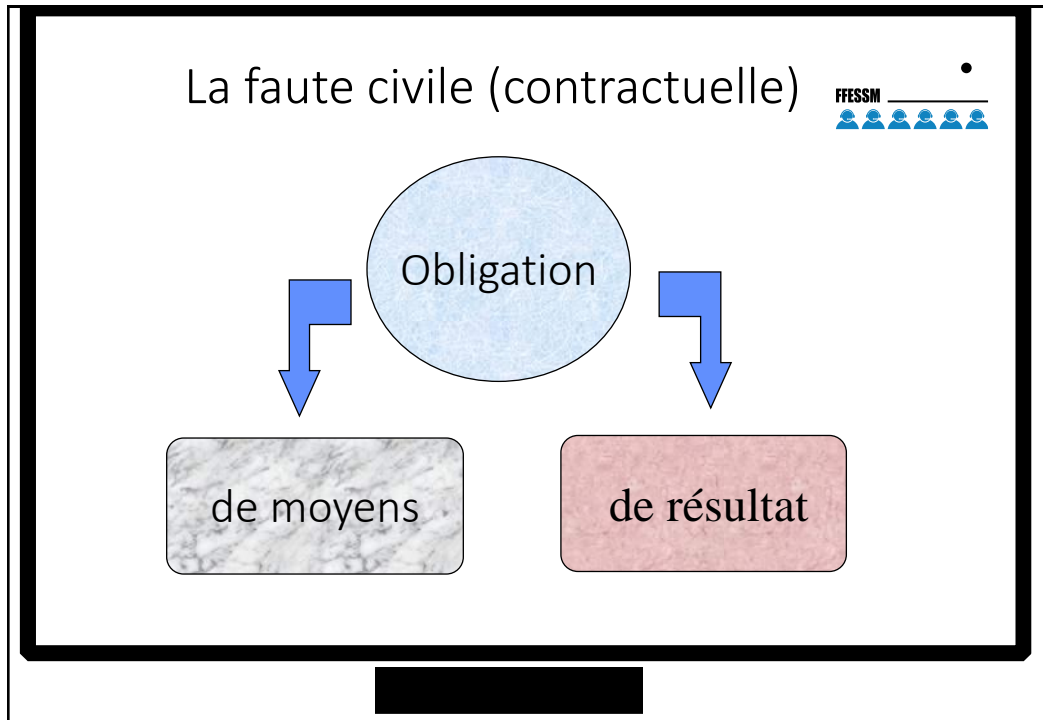 La faute civile (contractuelle)
FFESSM
Obligation
de moyens
de résultat